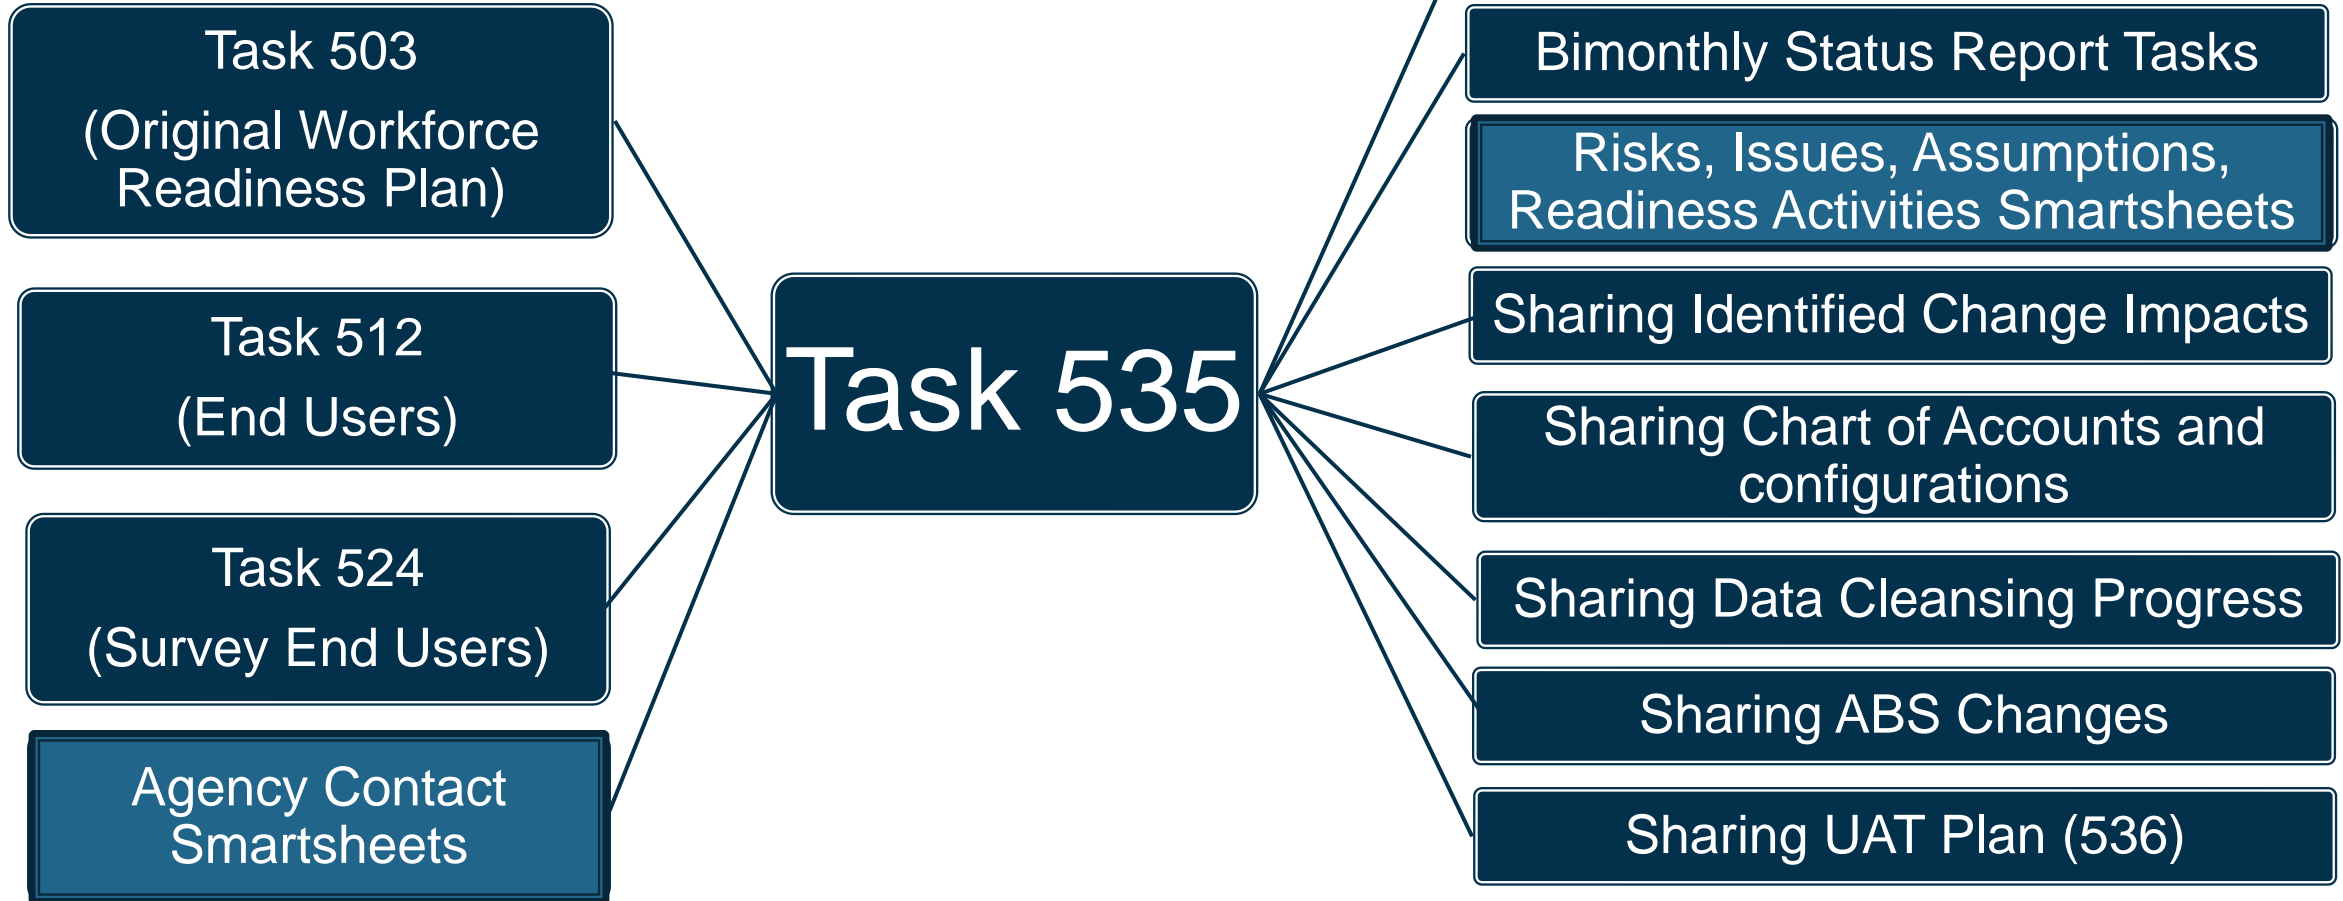 Task 503
(Original Workforce
Readiness Plan)
Task 512
(End Users)
Task 524
(Survey End Users)
Agency Contact
Smartsheets
Task 535
Bimonthly Status Report Tasks
Risks, Issues, Assumptions,
Readiness Activities Smartsheets
Sharing Identified Change Impacts
Sharing Chart of Accounts and
configurations
Sharing Data Cleansing Progress
Sharing ABS Changes
Sharing UAT Plan (536)